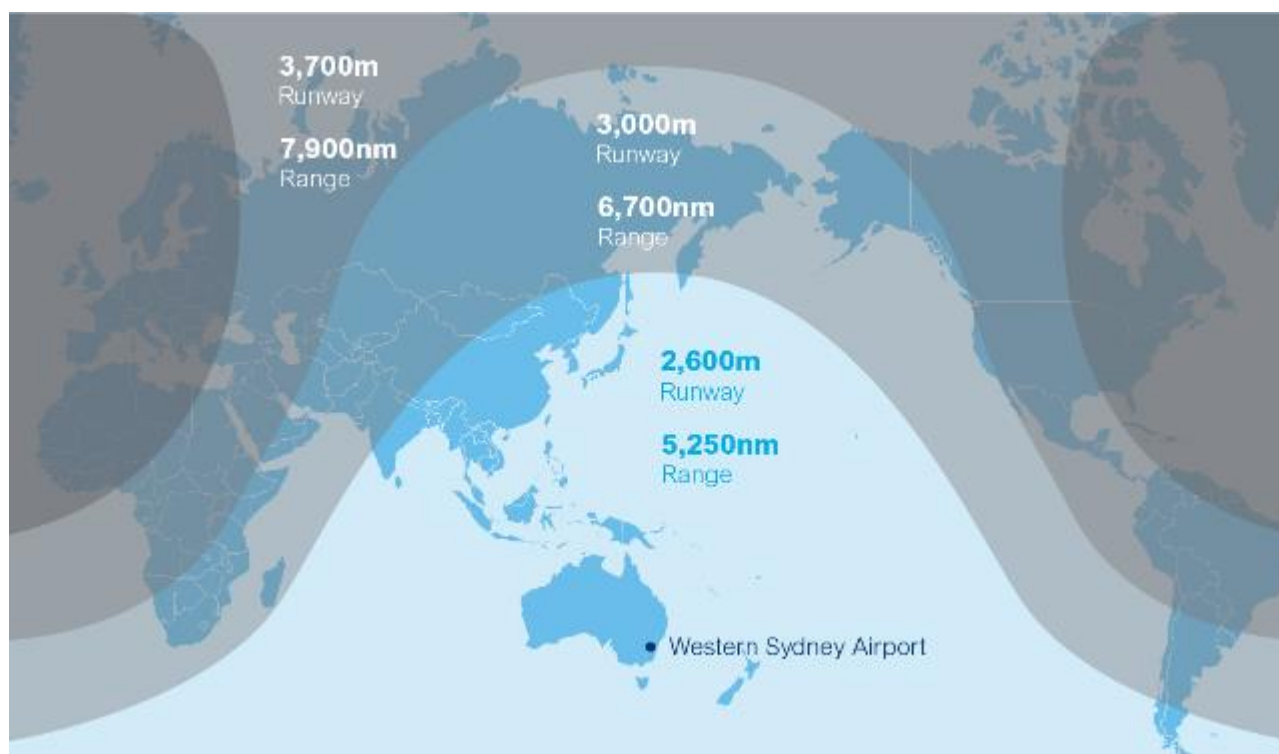 3,700m
Runway
7,900nm
Range
3,000m
Runway
6,700nm
Range
2,600m
Runway
5,250nm
Range
Western Sydney Airport